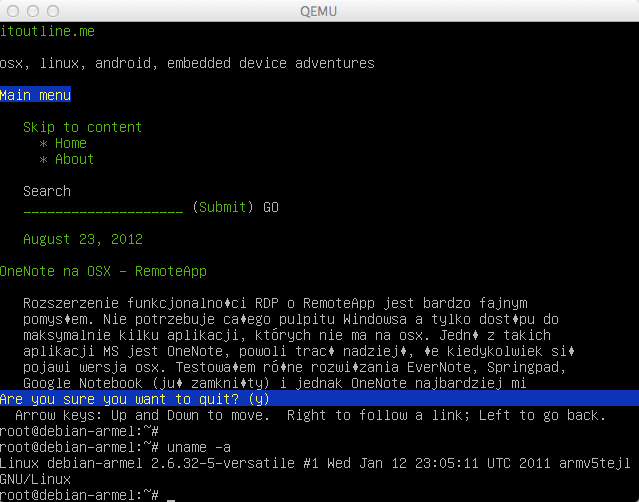 QEMU
itoutline.me
osx, linux, android, embedded device adventures
Main menu
Skip to content
* Home
* About
Search
____________________ (Submit) GO
August 23, 2012
OneNote na OSX – RemoteApp
Rozszerzenie funkcjonalno♦ci RDP o RemoteApp jest bardzo fajnym
pomys♦em. Nie potrzebuje ca♦ego pulpitu Windowsa a tylko dost♦pu do
maksymalnie kilku aplikacji, których nie ma na osx. Jedn♦ z takich
aplikacji MS jest OneNote, powoli trac♦ nadziej♦, ♦e kiedykolwiek si♦
pojawi wersja osx. Testowa♦em ró♦ne rozwi♦zania EverNote, Springpad,
Google Notebook (ju♦ zamkni♦ty) i jednak OneNote najbardziej mi
Are you sure you want to quit? (y)
Arrow keys: Up and Down to move. Right to follow a link; Left to go back.
root@debian-armel:~#
root@debian-armel:~# uname -a
Linux debian-armel 2.6.32-5-versatile #1 Wed Jan 12 23:05:11 UTC 2011 armv5tejl
GNU/Linux
root@debian-armel:~# _